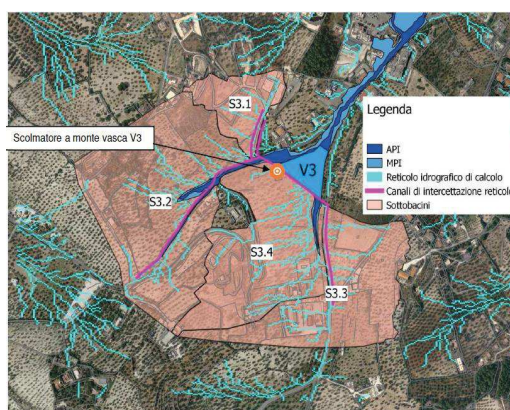 S3.1
Scolmatore a monte vasca V3
V3
S3.2
S3.4
S3.3
Legenda
API
MPI
Reticolo idrografico di calcolo
Canali di intercettazione reticolo
Sottobacini